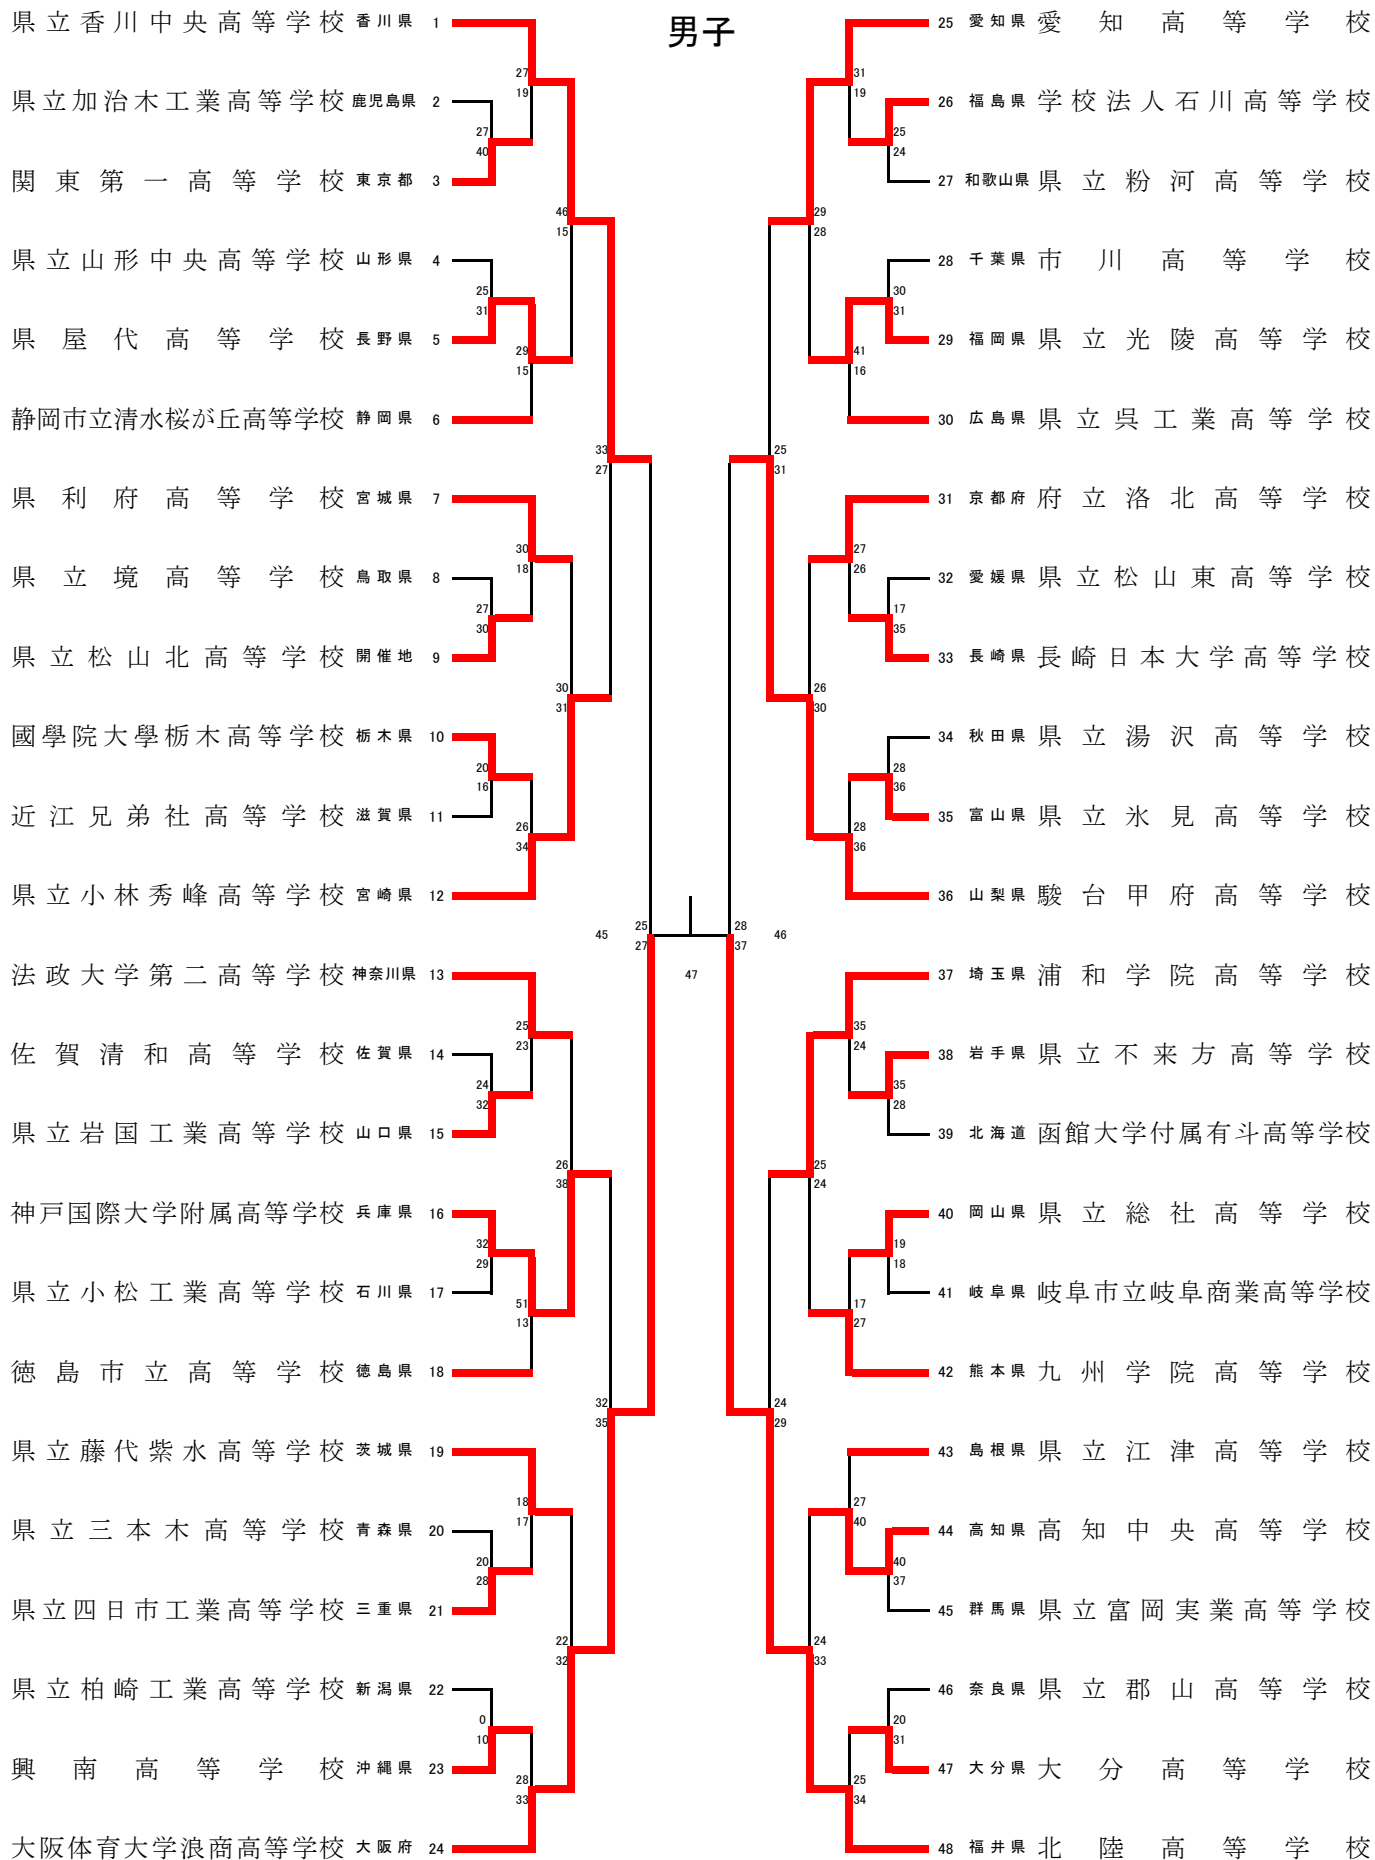 男子
県立香川中央高等学校 香川県 1
27
19
県立加治木工業高等学校 鹿児島県 2
27
40
関東第一高等学校 東京都 3
46
15
県立山形中央高等学校 山形県 4
25
31
県屋代高等学校 長野県 5
29
15
静岡市立清水桜が丘高等学校 静岡県 6
33
27
県利府高等学校 宮城県 7
30
18
県立境高等学校 鳥取県 8
27
30
県立松山北高等学校 開催地 9
30
31
國學院大學栃木高等学校 栃木県 10
20
16
近江兄弟社高等学校 滋賀県 11
26
34
県立小林秀峰高等学校 宮崎県 12
45
25
27
法政大学第二高等学校 神奈川県 13
25
23
佐賀清和高等学校 佐賀県 14
24
32
県立岩国工業高等学校 山口県 15
26
38
神戸国際大学附属高等学校 兵庫県 16
32
29
県立小松工業高等学校 石川県 17
51
13
徳島市立高等学校 徳島県 18
32
35
県立藤代紫水高等学校 茨城県 19
18
17
県立三本木高等学校 青森県 20
20
28
県立四日市工業高等学校 三重県 21
22
32
県立柏崎工業高等学校 新潟県 22
0
10
興南高等学校 沖縄県 23
28
33
大阪体育大学浪商高等学校 大阪府 24
47
25 愛知県 愛知高等学校
31
19
26 福島県 学校法人石川高等学校
25
24
27 和歌山県 県立粉河高等学校
29
28
28 千葉県 市川高等学校
30
31
29 福岡県 県立光陵高等学校
41
16
30 広島県 県立呉工業高等学校
25
31
31 京都府 府立洛北高等学校
27
26
32 愛媛県 県立松山東高等学校
17
35
33 長崎県 長崎日本大学高等学校
26
30
34 秋田県 県立湯沢高等学校
28
36
35 富山県 県立氷見高等学校
28
36
36 山梨県 駿台甲府高等学校
28
37
46
37 埼玉県 浦和学院高等学校
35
24
38 岩手県 県立不来方高等学校
35
28
39 北海道 函館大学付属有斗高等学校
25
24
40 岡山県 県立総社高等学校
19
18
41 岐阜県 岐阜市立岐阜商業高等学校
17
27
42 熊本県 九州学院高等学校
24
29
43 島根県 県立江津高等学校
27
40
44 高知県 高知中央高等学校
40
37
45 群馬県 県立富岡実業高等学校
24
33
46 奈良県 県立郡山高等学校
20
31
47 大分県 大分高等学校
25
34
48 福井県 北陸高等学校